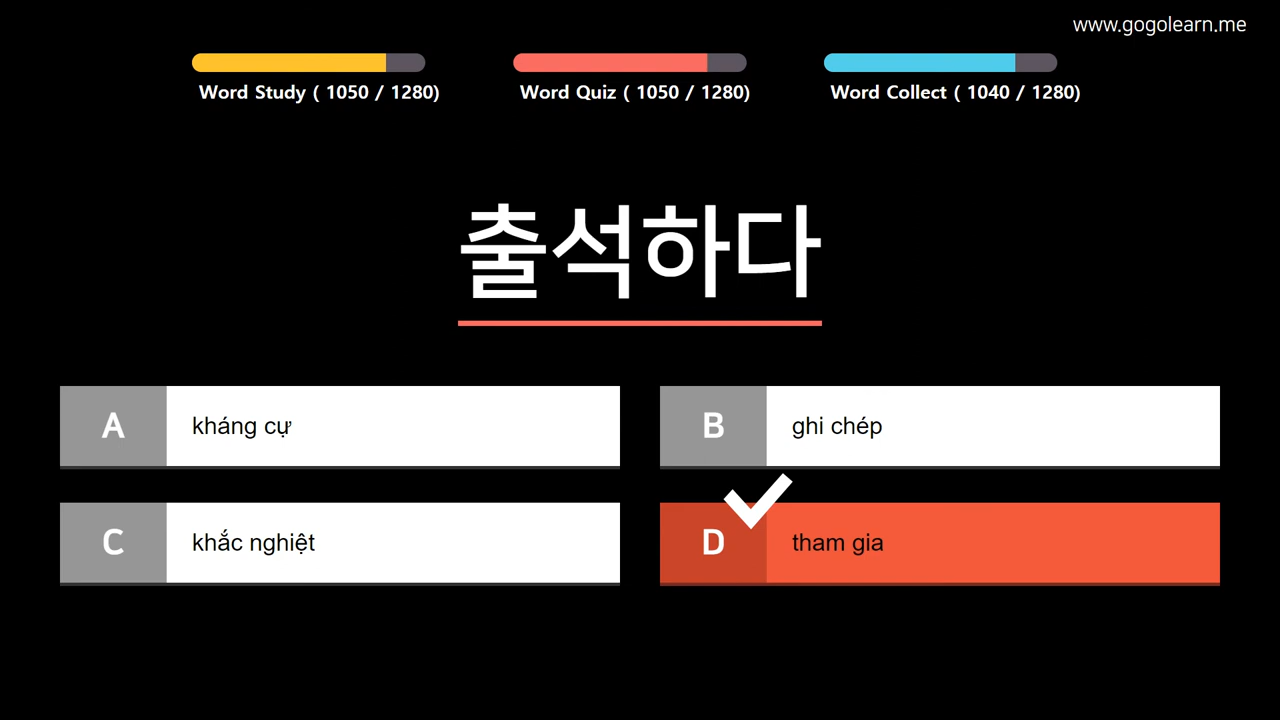 www.gogolearn.me
Word Study ( 1050 / 1280)
Word Quiz ( 1050 / 1280)
Word Collect ( 1040 / 1280)
출석하다
A kháng cự
B ghi chép
C khắc nghiệt
D tham gia